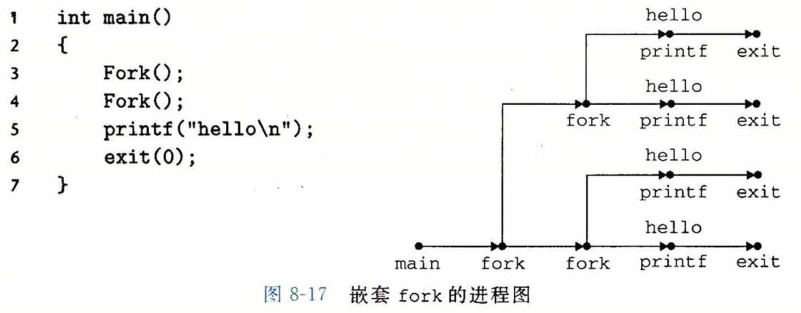 1 int main()
2 {
3 Fork();
4 Fork();
5 printf("hello\n");
6 exit(0);
7 }
hello
printf exit
hello
fork printf exit
hello
printf exit
hello
main fork fork printf exit
图 8-17 嵌套 fork 的进程图